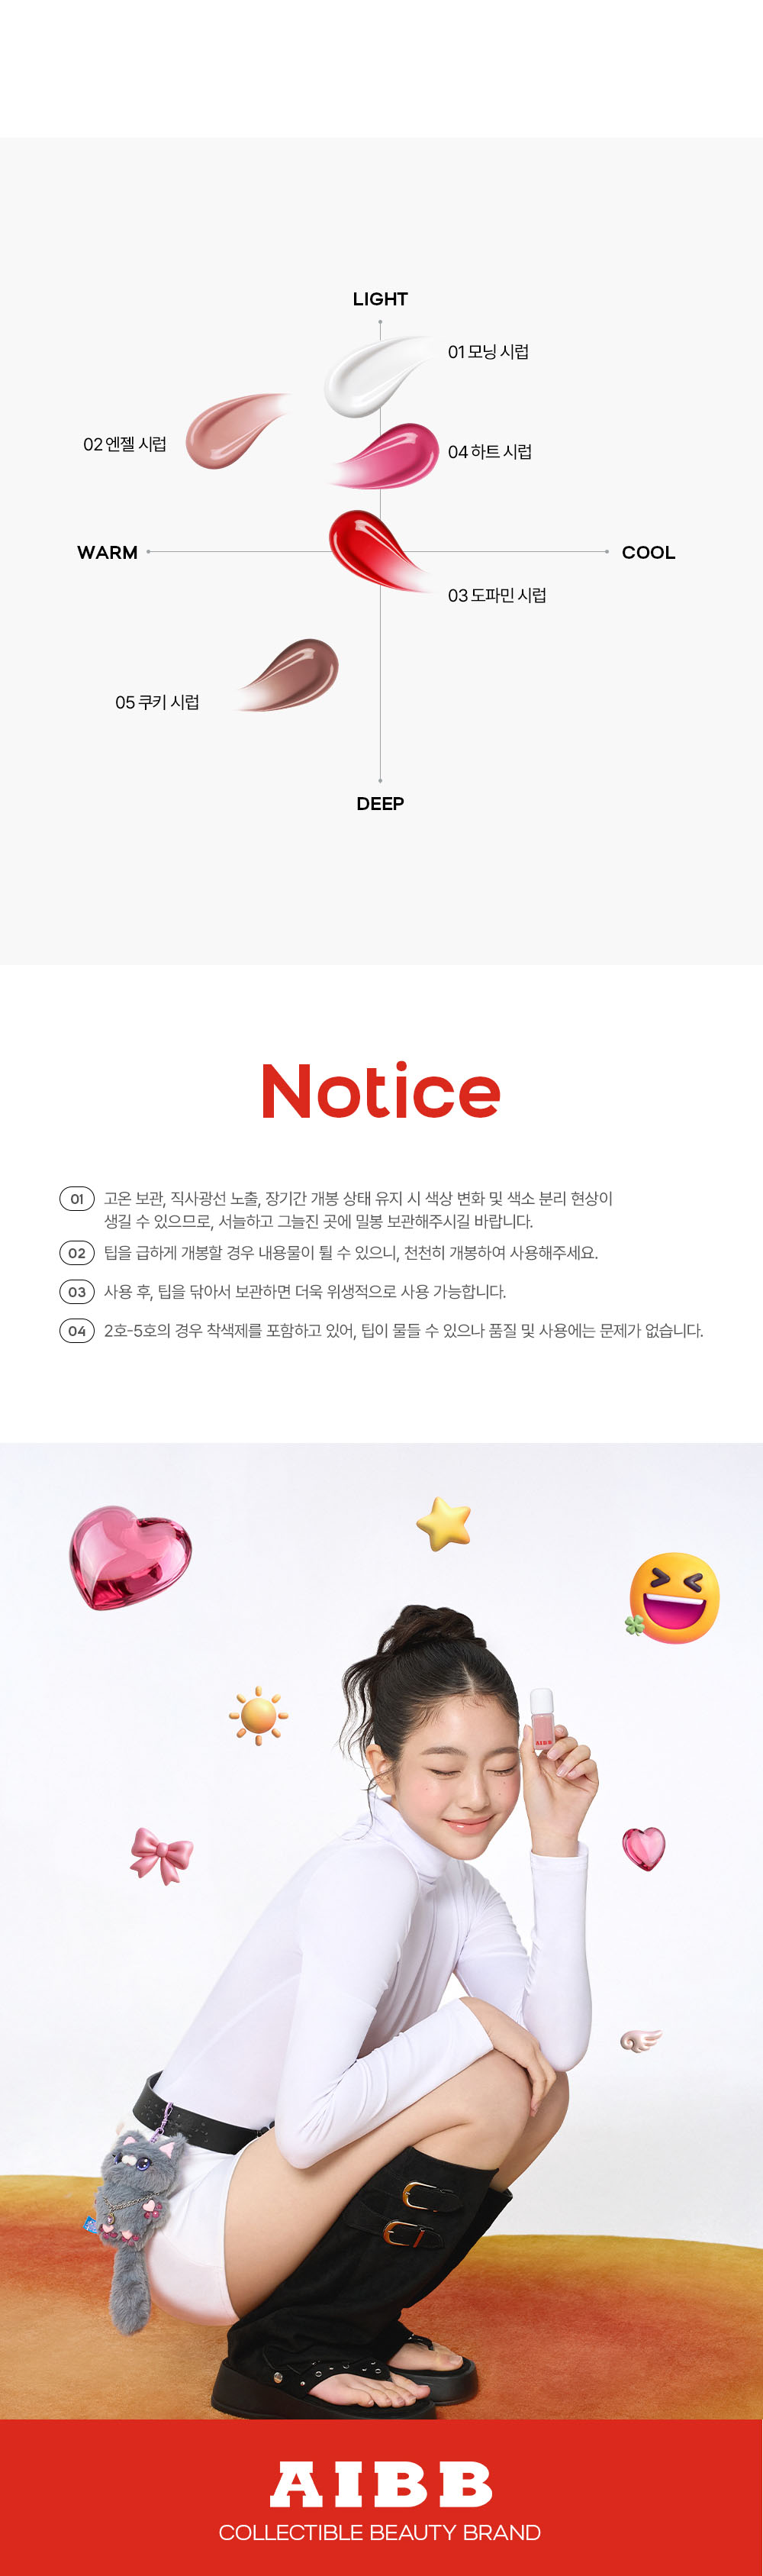 LIGHT
01 모닝 시럽
02 엔젤 시럽
04 하트 시럽
WARM
COOL
03 도파민 시럽
05 쿠키 시럽
DEEP
Notice
01 고온 보관, 직사광선 노출, 장기간 개봉 상태 유지 시 색상 변화 및 색소 분리 현상이
생길 수 있으므로, 서늘하고 그늘진 곳에 밀봉 보관해주시길 바랍니다.
02 팁을 급하게 개봉할 경우 내용물이 튈 수 있으니, 천천히 개봉하여 사용해주세요.
03 사용 후, 팁을 닦아서 보관하면 더욱 위생적으로 사용 가능합니다.
04 2호-5호의 경우 착색제를 포함하고 있어, 팁이 물들 수 있으나 품질 및 사용에는 문제가 없습니다.
AIBB
AIBB
COLLECTIBLE BEAUTY BRAND